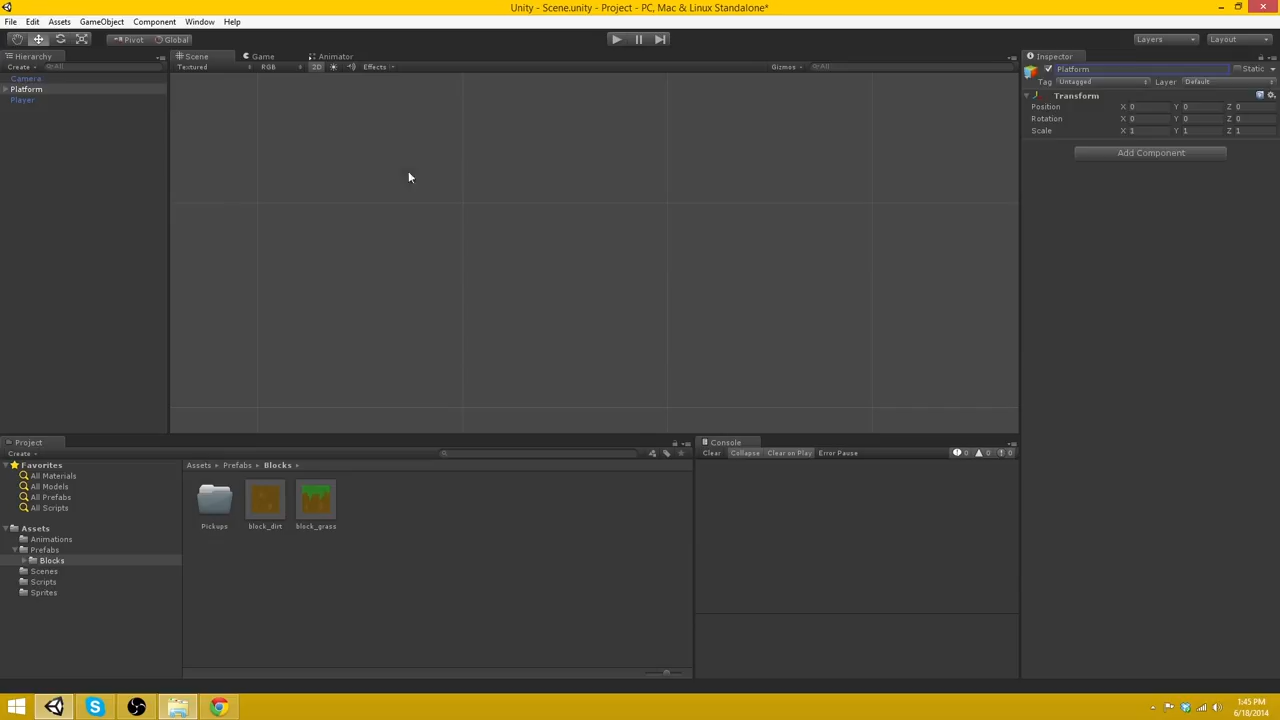 Unity - Scene.unity - Project - PC, Mac & Linux Standalone*
File Edit Assets GameObject Component Window Help
Pivot Global Layers Layout
Hierarchy Scene Game Animator Inspector
Create All Textured RGB 2D Effects Gizmos All Platform Static
Camera Tag Untagged Layer Default
Platform Transform
Player Position X 0 Y 0 Z 0
Rotation X 0 Y 0 Z 0
Scale X 1 Y 1 Z 1
Add Component
Project Console
Create Clear Collapse Clear on Play Error Pause 0 0 0
Favorites Assets Prefabs Blocks
All Materials
All Models
All Prefabs
All Scripts
Pickups block_dirt block_grass
Assets
Animations
Prefabs
Blocks
Scenes
Scripts
Sprites
1:45 PM
6/18/2014